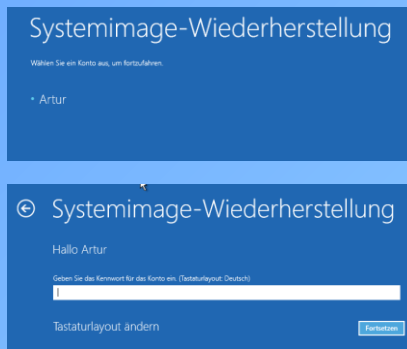 Systemimage-Wiederherstellung
Wählen Sie ein Konto aus, um fortzufahren.
Artur
Systemimage-Wiederherstellung
Hallo Artur
Geben Sie das Kennwort für das Konto ein. (Tastaturlayout: Deutsch)
Tastaturlayout ändern
Fortsetzen